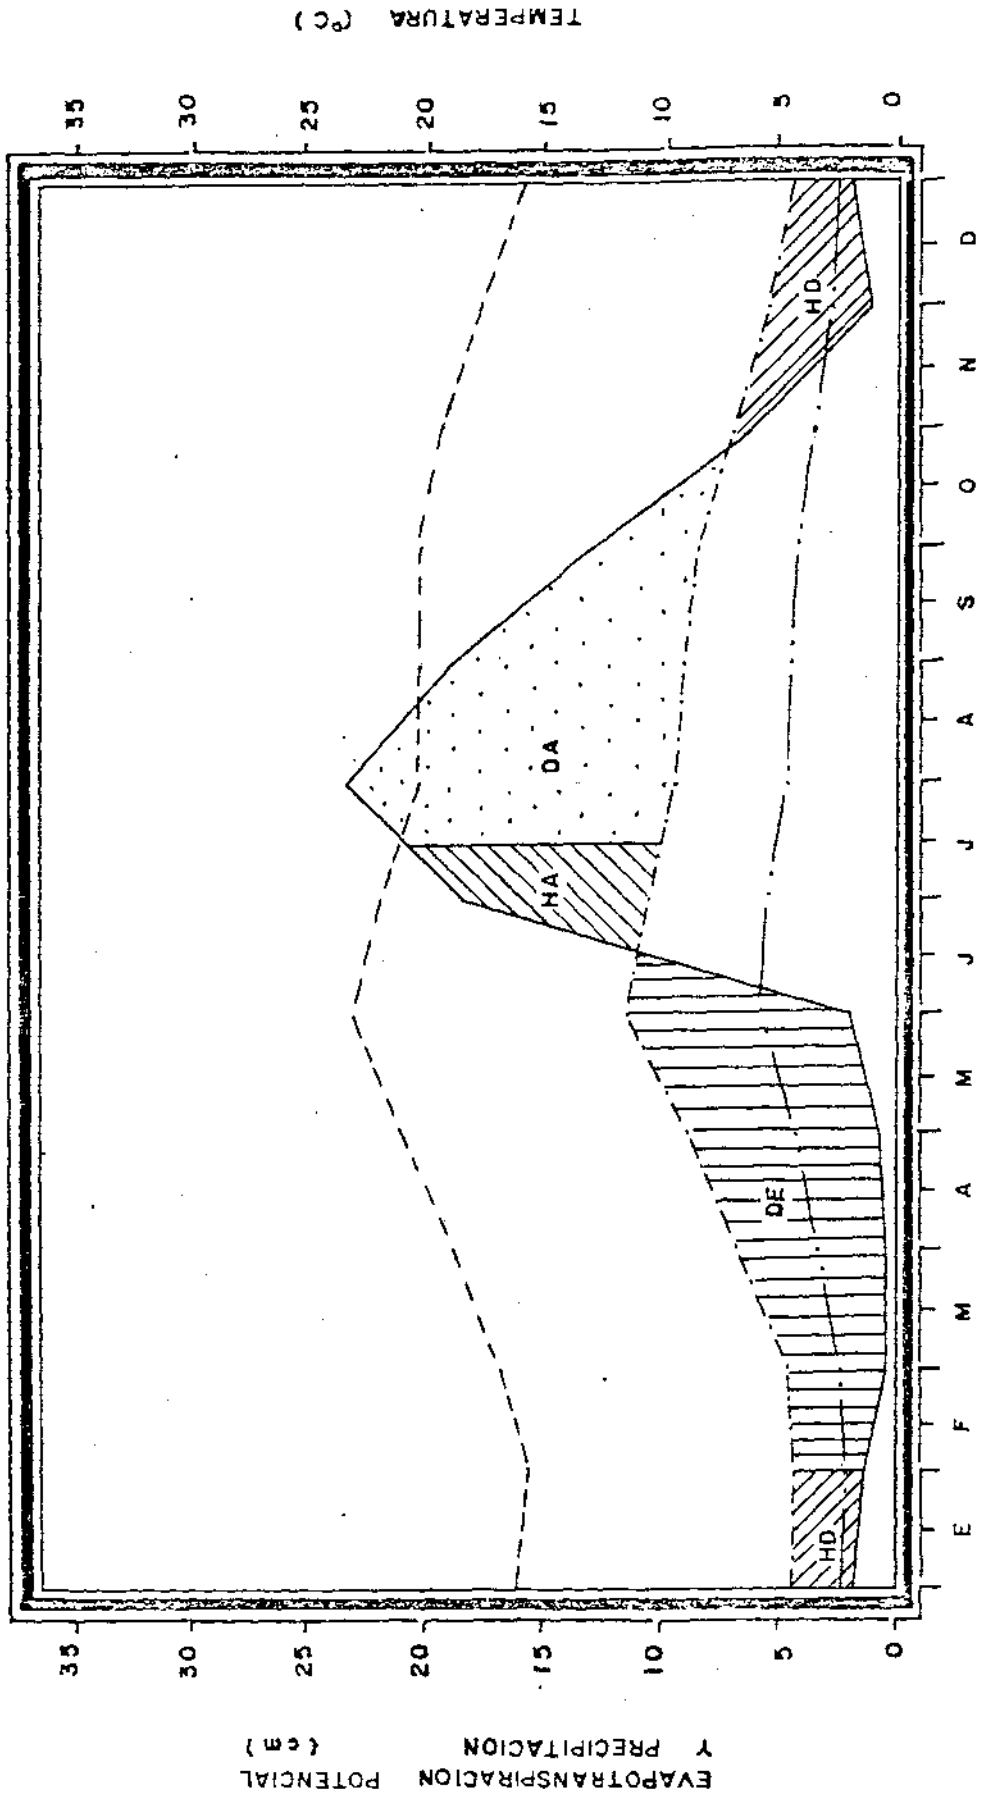 EVAPOTRANSPIRACION POTENCIAL
Y PRECIPITACION (cm)
35
30
25
20
15
10
5
0
HD
DE
HA
DA
HD
E F M A M J J A S O N D
35
30
25
20
15
10
5
0
TEMPERATURA (°C)